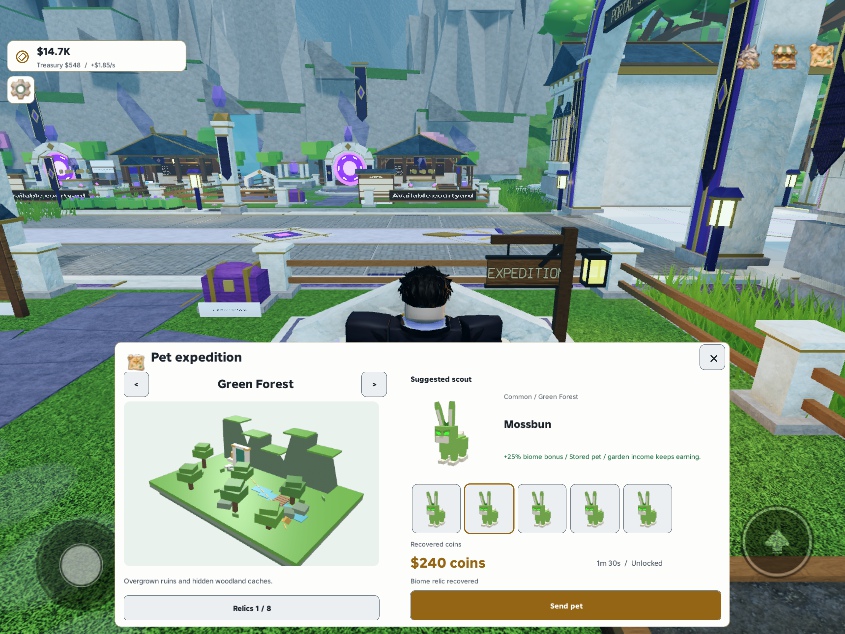 $14.7K
Treasury $548 / +$1.85/s
PORTAL
EXPEDITION
Pet expedition
✕
<
Green Forest
>
Suggested scout
Common / Green Forest
Mossbun
+25% biome bonus / Stored pet / garden income keeps earning.
Recovered coins
$240 coins
1m 30s / Unlocked
Overgrown ruins and hidden woodland caches.
Biome relic recovered
Relics 1 / 8
Send pet